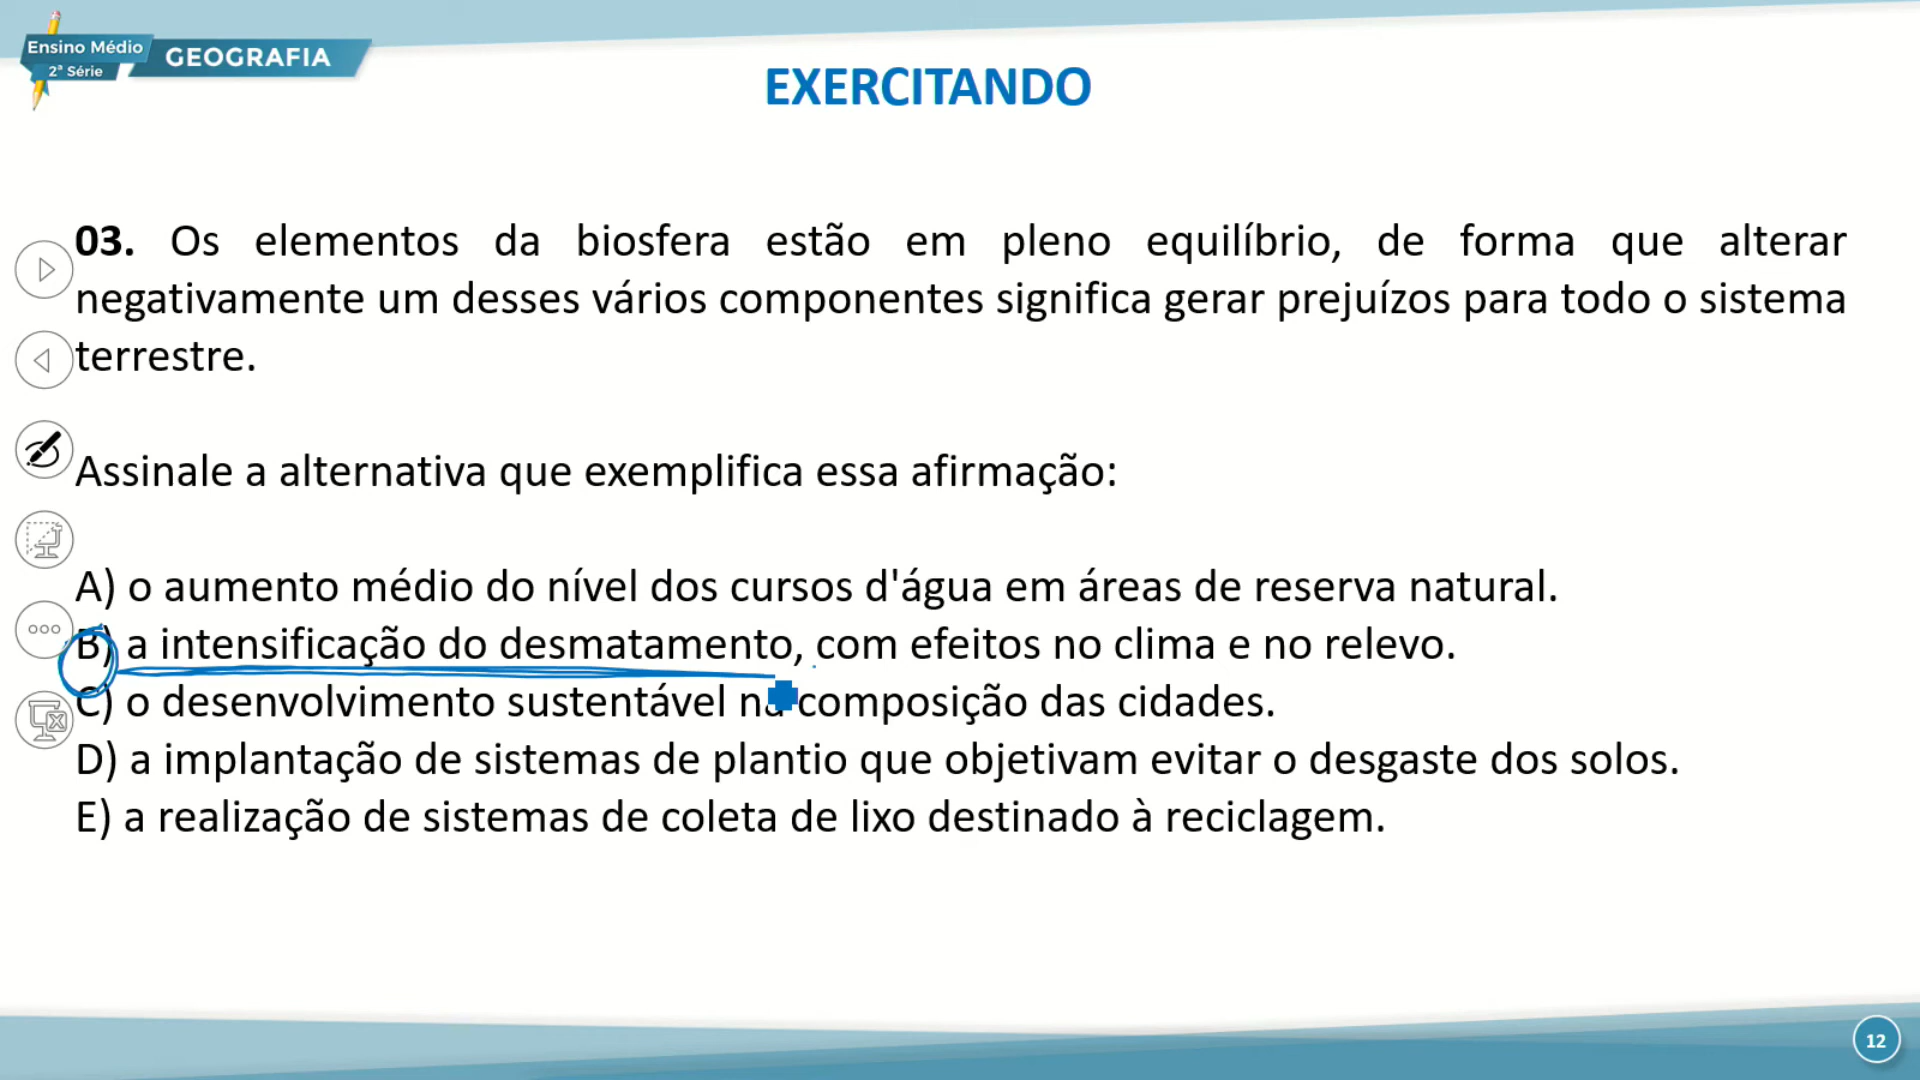 Ensino Médio
2ª Série
GEOGRAFIA
EXERCITANDO
03. Os elementos da biosfera estão em pleno equilíbrio, de forma que alterar
negativamente um desses vários componentes significa gerar prejuízos para todo o sistema
terrestre.
Assinale a alternativa que exemplifica essa afirmação:
A) o aumento médio do nível dos cursos d'água em áreas de reserva natural.
B) a intensificação do desmatamento, com efeitos no clima e no relevo.
C) o desenvolvimento sustentável na composição das cidades.
D) a implantação de sistemas de plantio que objetivam evitar o desgaste dos solos.
E) a realização de sistemas de coleta de lixo destinado à reciclagem.
12